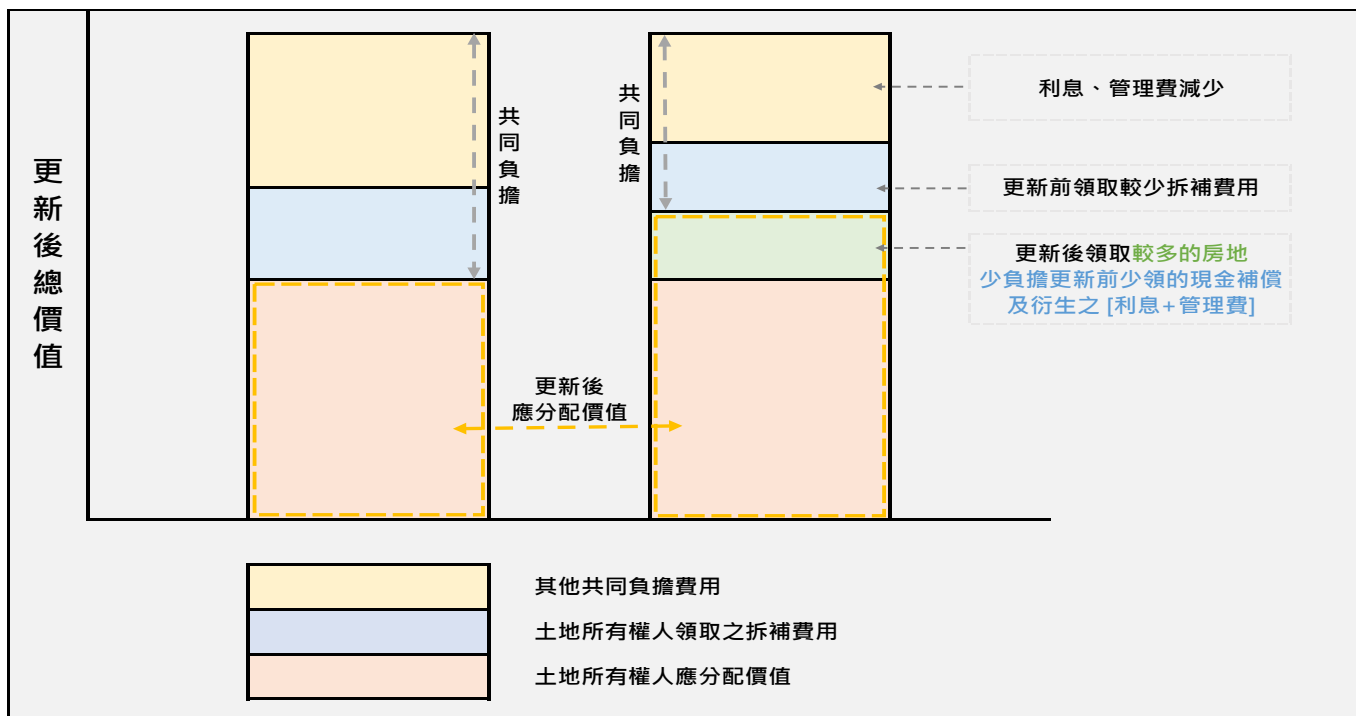 更新後總價值
共同負擔
共同負擔
利息、管理費減少
更新前領取較少拆補費用
更新後領取較多的房地
少負擔更新前少領的現金補償
及衍生之 [利息+管理費]
更新後
應分配價值
其他共同負擔費用
土地所有權人領取之拆補費用
土地所有權人應分配價值